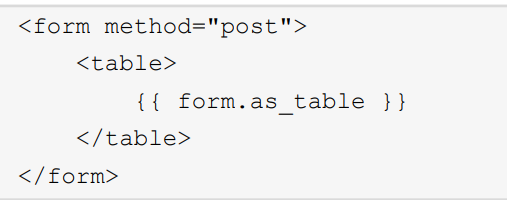 <form method="post">
    <table>
        {{ form.as_table }}
    </table>
</form>